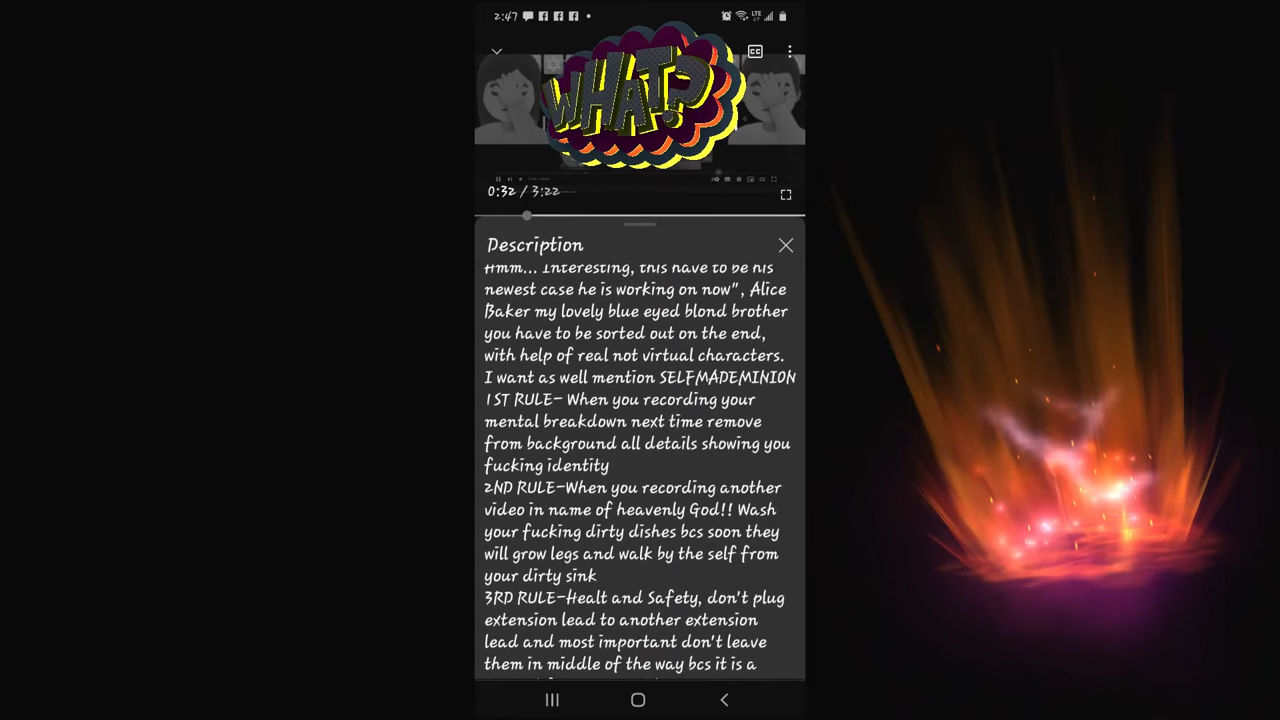 2:47
LTE
WHAT?
CC
0:32 / 3:22
Description
Hmm... Interesting, this have to be his
newest case he is working on now", Alice
Baker my lovely blue eyed blond brother
you have to be sorted out on the end,
with help of real not virtual characters.
I want as well mention SELFMADEMINION
1ST RULE- When you recording your
mental breakdown next time remove
from background all details showing you
fucking identity
2ND RULE-When you recording another
video in name of heavenly God!! Wash
your fucking dirty dishes bcs soon they
will grow legs and walk by the self from
your dirty sink
3RD RULE-Healt and Safety, don't plug
extension lead to another extension
lead and most important don't leave
them in middle of the way bcs it is a